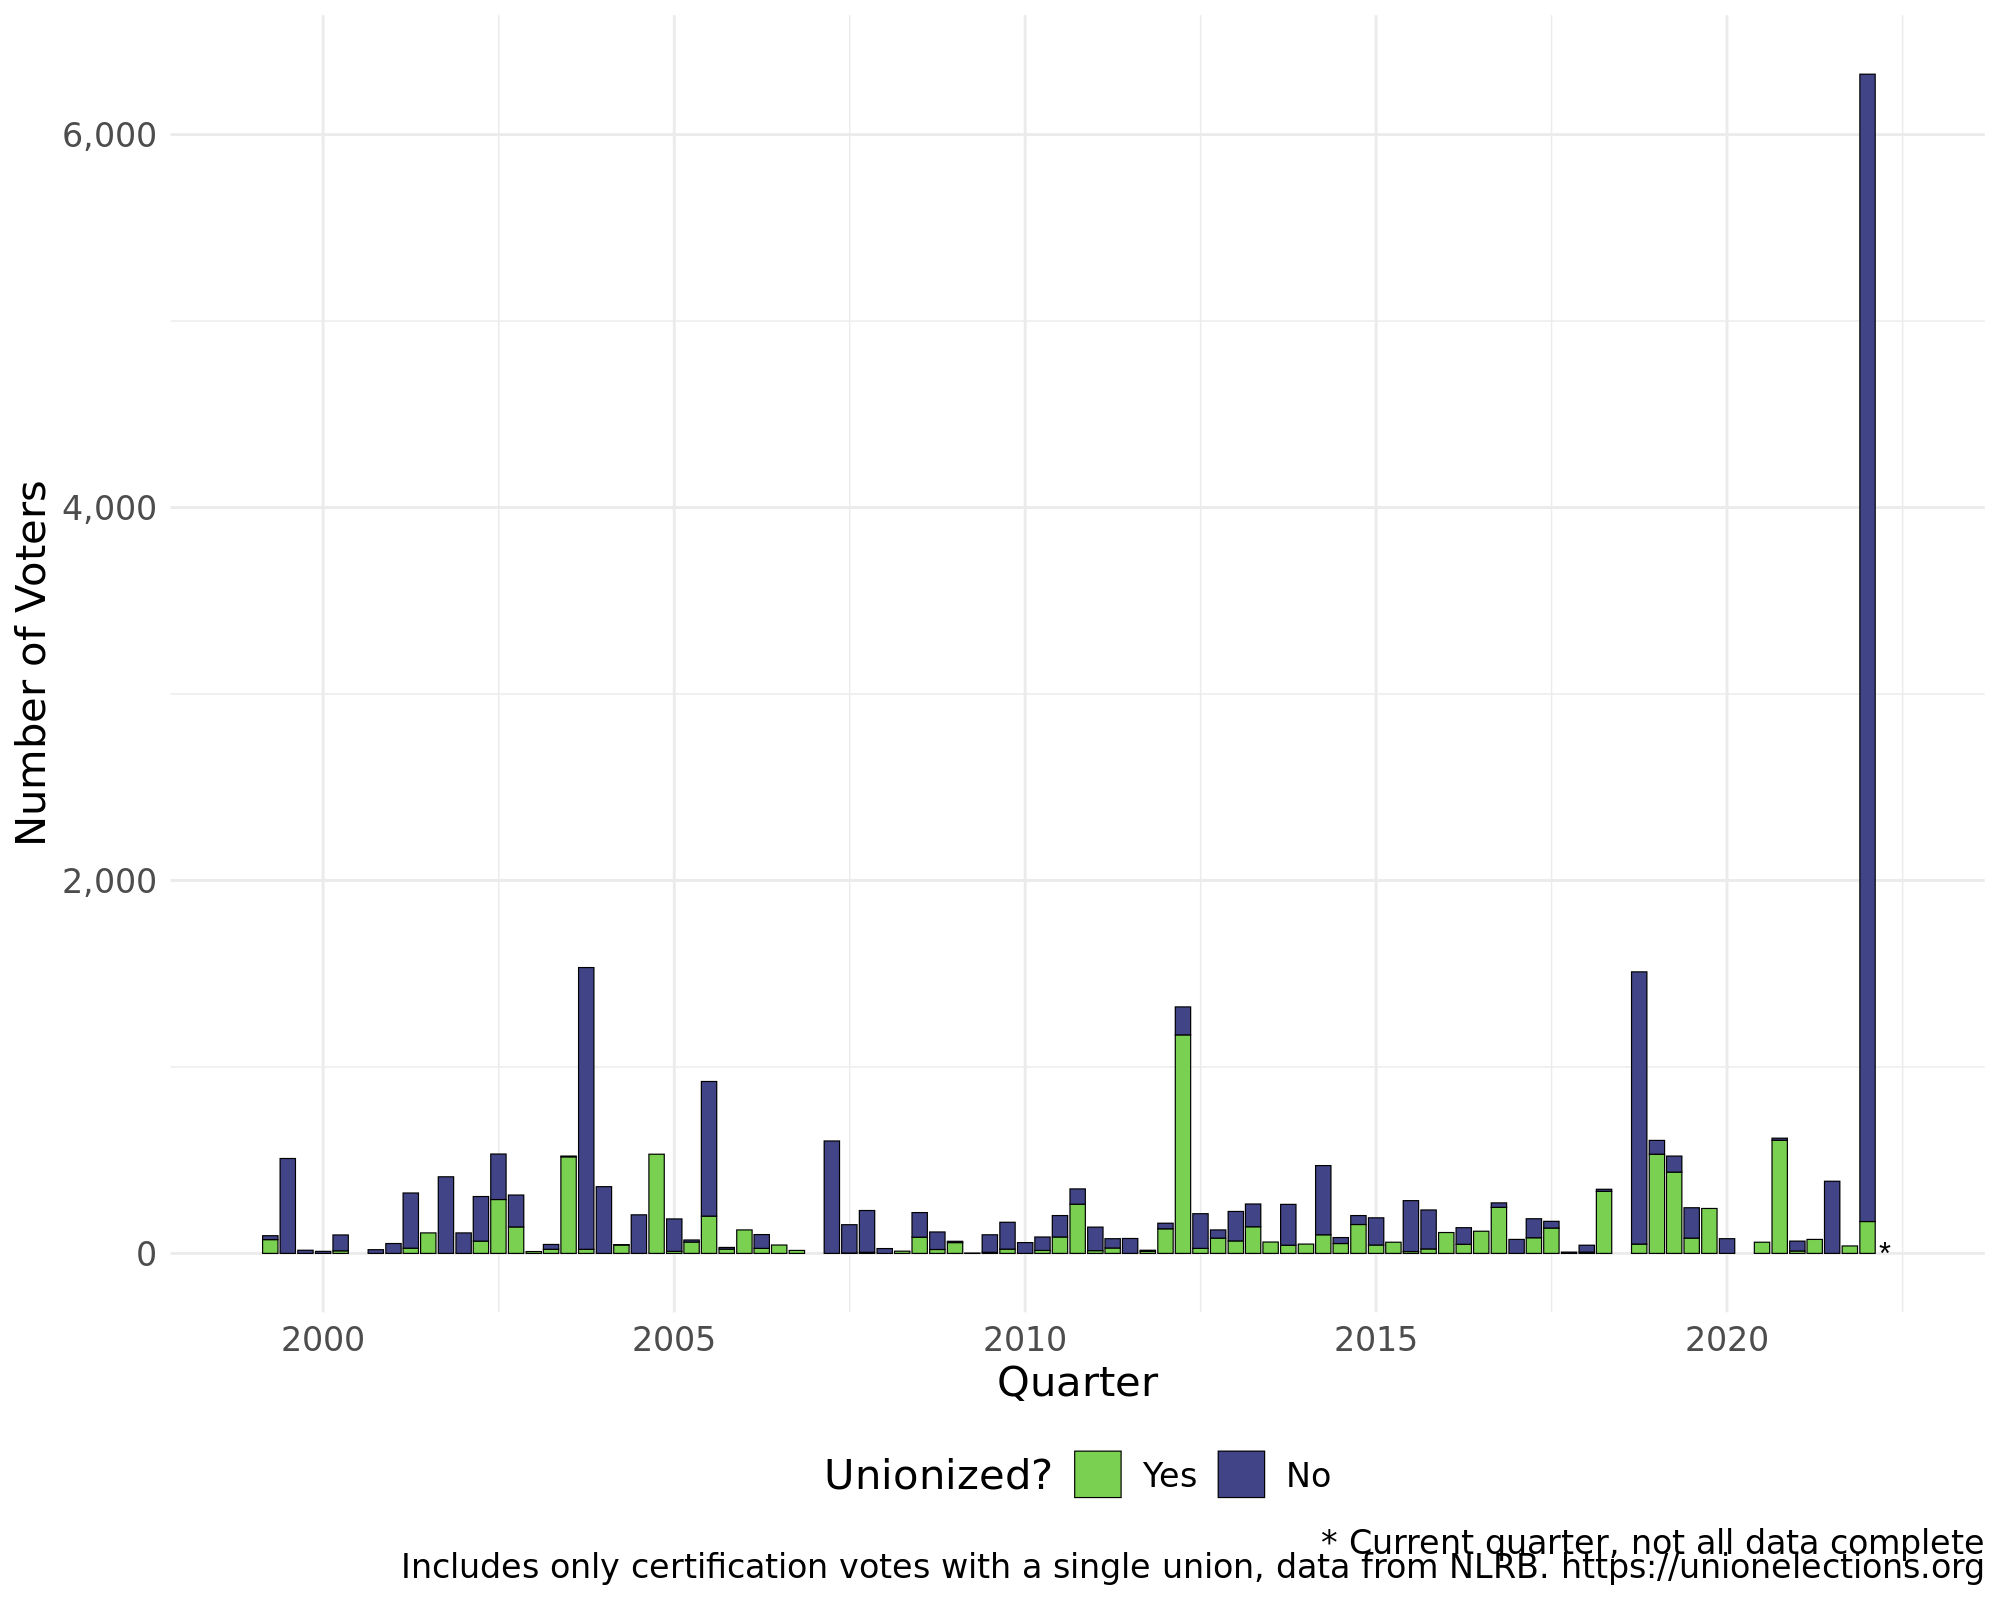 Number of Voters
6,000
4,000
2,000
0
*
2000 2005 2010 2015 2020
Quarter
Unionized? Yes No
* Current quarter, not all data complete
Includes only certification votes with a single union, data from NLRB. https://unionelections.org